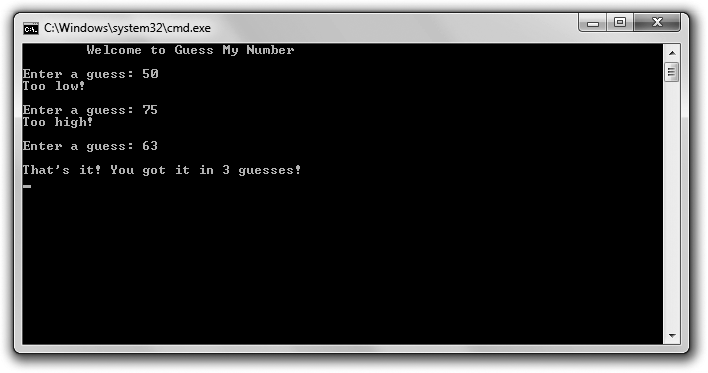 C:\Windows\system32\cmd.exe
Welcome to Guess My Number
Enter a guess: 50
Too low!
Enter a guess: 75
Too high!
Enter a guess: 63
That's it! You got it in 3 guesses!